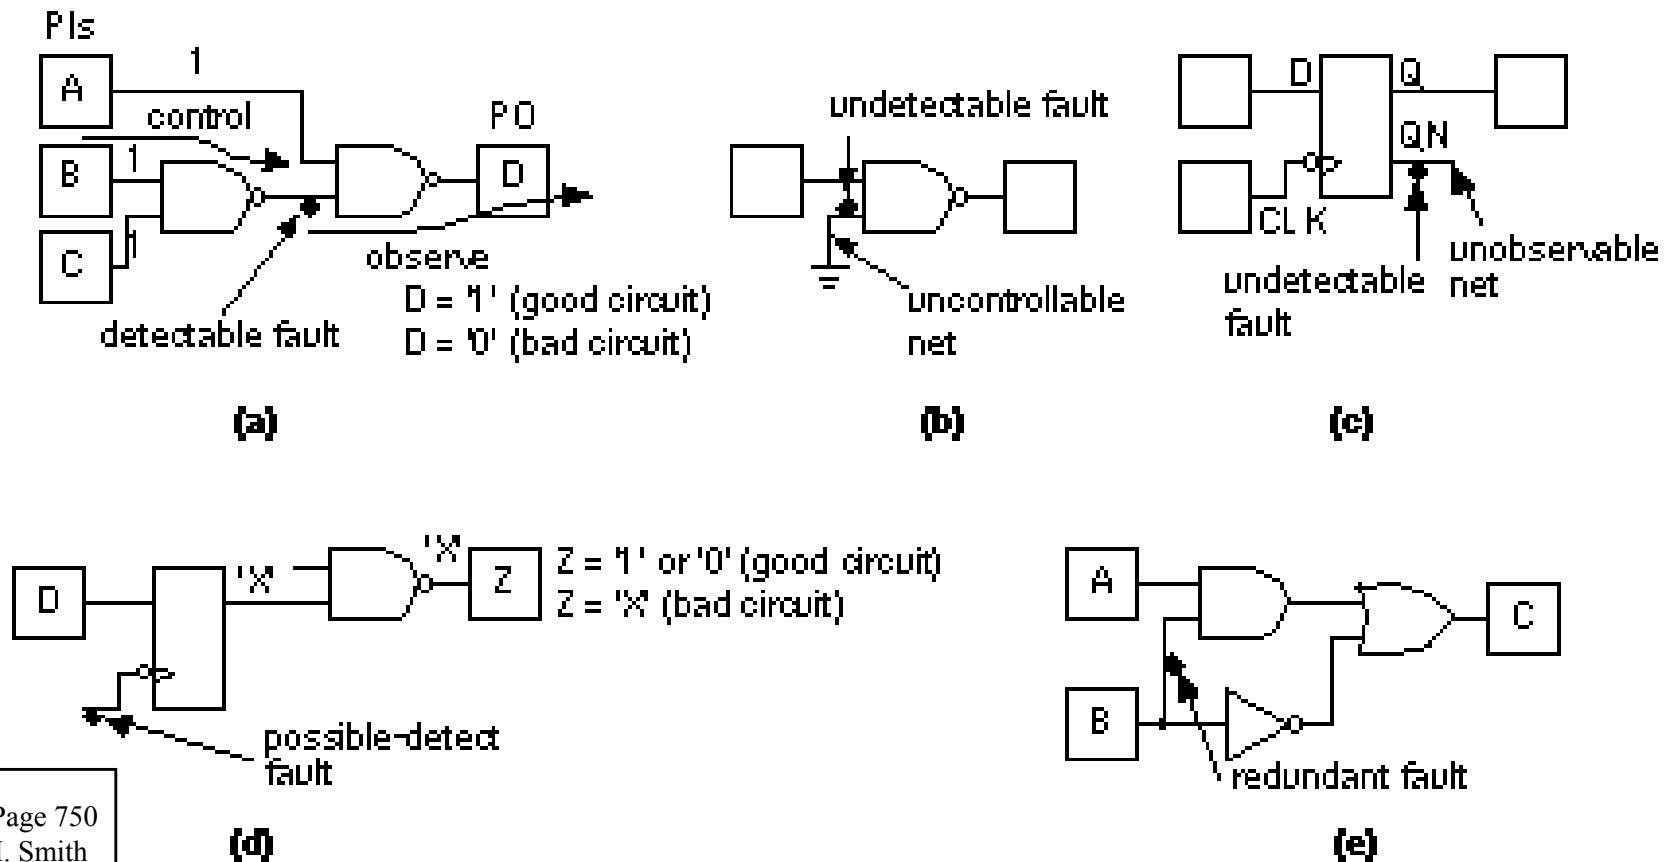 PIs
A
1
control
B
1
C
1
PO
D
observe
D = '1' (good circuit)
D = '0' (bad circuit)
detectable fault
(a)
undetectable fault
uncontrollable
net
(b)
D
Q
QN
CLK
undetectable
fault
unobservable
net
(c)
D
'X'
'X'
Z
Z = '1' or '0' (good circuit)
Z = 'X' (bad circuit)
possible-detect
fault
(d)
A
B
C
redundant fault
(e)
Page 750
. Smith